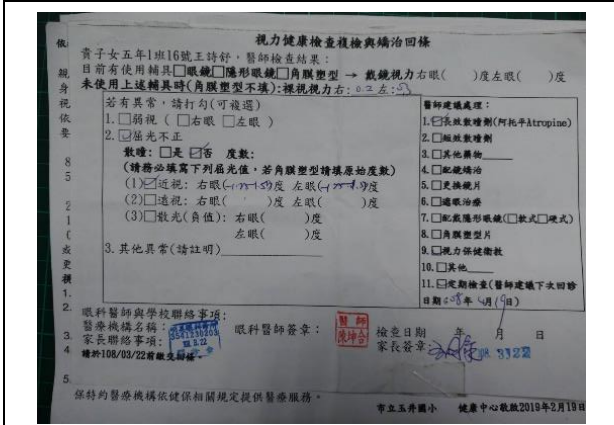 視力健康檢查複檢與矯治回條
貴子女五年1班16號王詩舒，醫師檢查結果：
目前有使用輔具□眼鏡□隱形眼鏡□角膜塑型 → 戴鏡視力右眼( )度左眼( )度
未使用上述輔具時(角膜塑型不填):裸視視力右: 0.2 左:
若有異常，請打勾(可複選)
1. □弱視 ( □右眼 □左眼 )
2. ☑屈光不正
散瞳：□是 ☑否 度數：
(請務必填寫下列屈光值，若角膜塑型請填原始度數)
(1)☑近視: 右眼( )度 左眼( )度
(2)□遠視: 右眼( )度 左眼( )度
(3)□散光(負值): 右眼( )度
左眼( )度
3. 其他異常(請註明)
醫師建議處理：
1.☑長效散瞳劑(阿托平Atropine)
2.□短效散瞳劑
3.□其他藥物
4.□配鏡矯治
5.□更換鏡片
6.□遮眼治療
7.□配戴隱形眼鏡(□軟式□硬式)
8.□角膜塑型片
9.☑視力保健衛教
10.□其他
11.☑定期檢查(醫師建議下次回診
日期:08年 4月19日)
眼科醫師與學校聯絡事項:
醫療機構名稱：
眼科醫師簽章：
醫師
檢查日期 年 月 日
家長聯絡事項：
家長簽章:
請於108/03/22前繳交
保特約醫療機構依健保相關規定提供醫療服務。
市立玉井國小 健康中心敬啟2019年2月19日